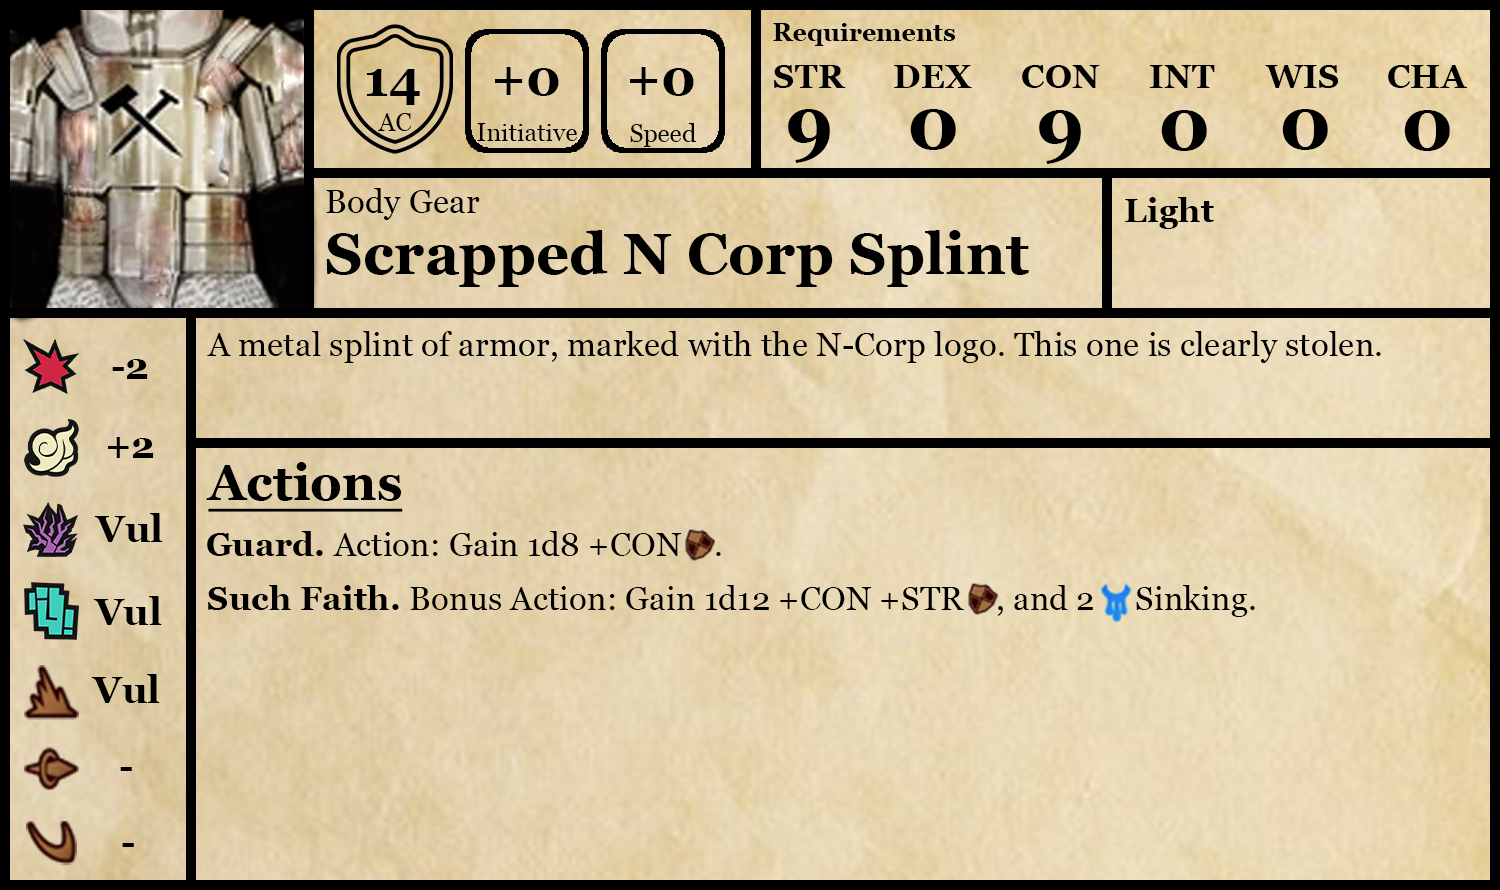 14
AC
+0
Initiative
+0
Speed
Requirements
STR DEX CON INT WIS CHA
9 0 9 0 0 0
Body Gear
Scrapped N Corp Splint
Light
-2
+2
Vul
Vul
Vul
-
-
A metal splint of armor, marked with the N-Corp logo. This one is clearly stolen.
Actions
Guard. Action: Gain 1d8 +CON.
Such Faith. Bonus Action: Gain 1d12 +CON +STR, and 2 Sinking.